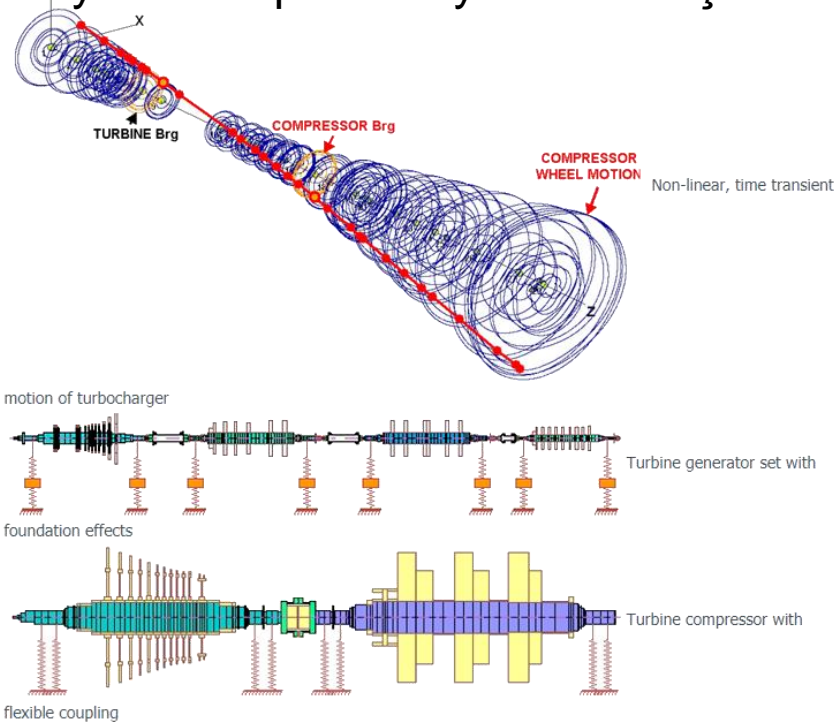 X
TURBINE Brg
COMPRESSOR Brg
COMPRESSOR
WHEEL MOTION
Non-linear, time transient
Z
motion of turbocharger
Turbine generator set with
foundation effects
Turbine compressor with
flexible coupling